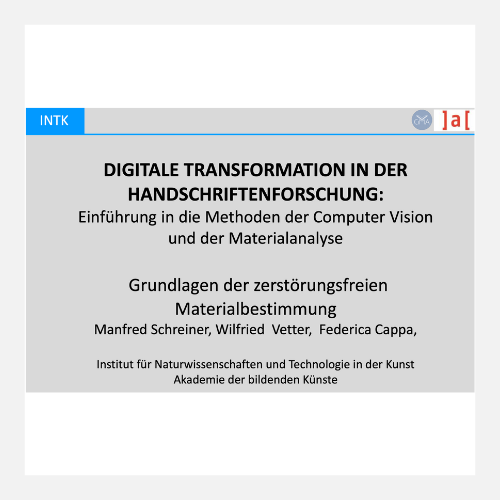 INTK
]a[
DIGITALE TRANSFORMATION IN DER
HANDSCHRIFTENFORSCHUNG:
Einführung in die Methoden der Computer Vision
und der Materialanalyse
Grundlagen der zerstörungsfreien
Materialbestimmung
Manfred Schreiner, Wilfried Vetter, Federica Cappa,
Institut für Naturwissenschaften und Technologie in der Kunst
Akademie der bildenden Künste